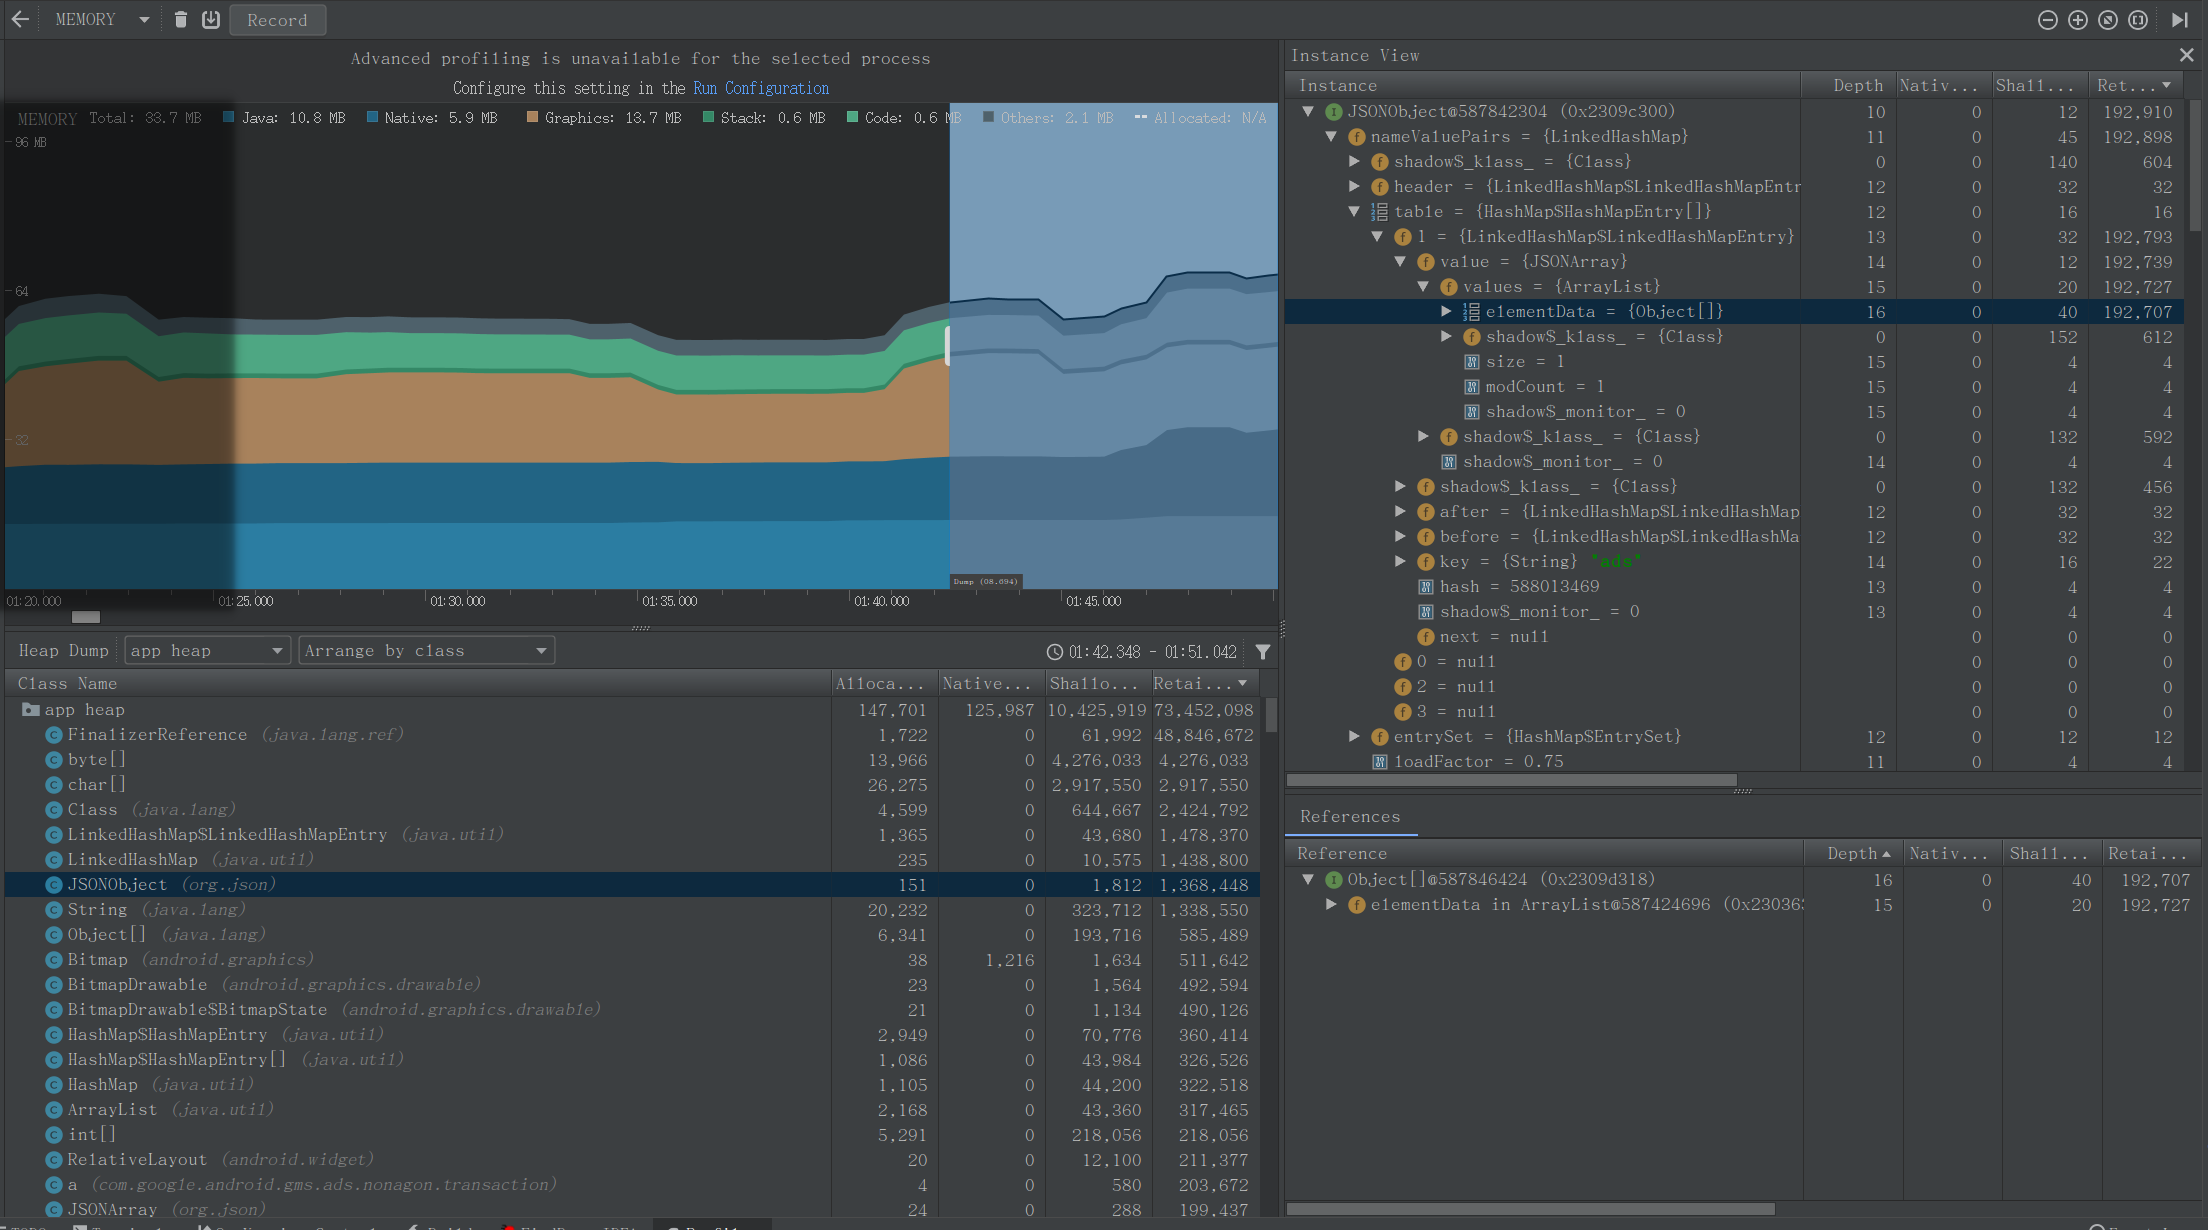 MEMORY Record
Advanced profiling is unavailable for the selected process
Configure this setting in the Run Configuration
MEMORY Total: 33.7 MB Java: 10.8 MB Native: 5.9 MB Graphics: 13.7 MB Stack: 0.6 MB Code: 0.6 MB Others: 2.1 MB Allocated: N/A
96 MB
64
32
Dump (08.694)
01:20.000 01:25.000 01:30.000 01:35.000 01:40.000 01:45.000
Heap Dump app heap Arrange by class 01:42.348 - 01:51.042
Class Name Alloca... Native... Shallo... Retai...
app heap 147,701 125,987 10,425,919 73,452,098
FinalizerReference (java.lang.ref) 1,722 0 61,992 48,846,672
byte[] 13,966 0 4,276,033 4,276,033
char[] 26,275 0 2,917,550 2,917,550
Class (java.lang) 4,599 0 644,667 2,424,792
LinkedHashMap$LinkedHashMapEntry (java.util) 1,365 0 43,680 1,478,370
LinkedHashMap (java.util) 235 0 10,575 1,438,800
JSONObject (org.json) 151 0 1,812 1,368,448
String (java.lang) 20,232 0 323,712 1,338,550
Object[] (java.lang) 6,341 0 193,716 585,489
Bitmap (android.graphics) 38 1,216 1,634 511,642
BitmapDrawable (android.graphics.drawable) 23 0 1,564 492,594
BitmapDrawable$BitmapState (android.graphics.drawable) 21 0 1,134 490,126
HashMap$HashMapEntry (java.util) 2,949 0 70,776 360,414
HashMap$HashMapEntry[] (java.util) 1,086 0 43,984 326,526
HashMap (java.util) 1,105 0 44,200 322,518
ArrayList (java.util) 2,168 0 43,360 317,465
int[] 5,291 0 218,056 218,056
RelativeLayout (android.widget) 20 0 12,100 211,377
a (com.google.android.gms.ads.nonagon.transaction) 4 0 580 203,672
JSONArray (org.json) 24 0 288 199,437
Instance View
Instance Depth Nativ... Shall... Ret...
JSONObject@587842304 (0x2309c300) 10 0 12 192,910
nameValuePairs = {LinkedHashMap} 11 0 45 192,898
shadow$_klass_ = {Class} 0 0 140 604
header = {LinkedHashMap$LinkedHashMapEntr 12 0 32 32
table = {HashMap$HashMapEntry[]} 12 0 16 16
1 = {LinkedHashMap$LinkedHashMapEntry} 13 0 32 192,793
value = {JSONArray} 14 0 12 192,739
values = {ArrayList} 15 0 20 192,727
elementData = {Object[]} 16 0 40 192,707
shadow$_klass_ = {Class} 0 0 152 612
size = 1 15 0 4 4
modCount = 1 15 0 4 4
shadow$_monitor_ = 0 15 0 4 4
shadow$_klass_ = {Class} 0 0 132 592
shadow$_monitor_ = 0 14 0 4 4
shadow$_klass_ = {Class} 0 0 132 456
after = {LinkedHashMap$LinkedHashMap 12 0 32 32
before = {LinkedHashMap$LinkedHashMa 12 0 32 32
key = {String} "ads" 14 0 16 22
hash = 588013469 13 0 4 4
shadow$_monitor_ = 0 13 0 4 4
next = null 0 0 0
0 = null 0 0 0
2 = null 0 0 0
3 = null 0 0 0
entrySet = {HashMap$EntrySet} 12 0 12 12
loadFactor = 0.75 11 0 4 4
References
Reference Depth Nativ... Shall... Retai...
Object[]@587846424 (0x2309d318) 16 0 40 192,707
elementData in ArrayList@587424696 (0x23036 15 0 20 192,727